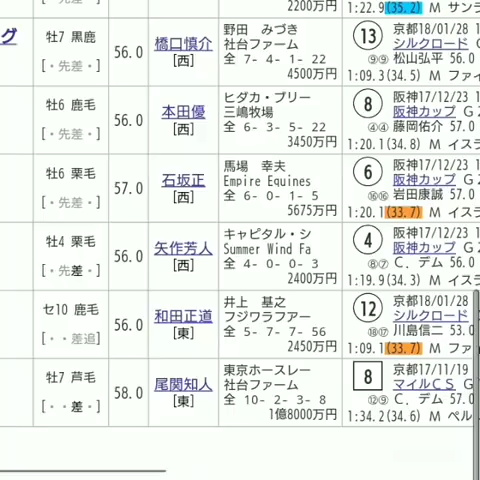 2200万円
1:22.9 (35.2) M サンラ
グ
牡7 黒鹿
[・先差・]
56.0
橋口慎介
[西]
野田 みづき
社台ファーム
全 7- 4- 1- 22
4500万円
13 京都18/01/28
シルクロード G
⑨⑨ 松山弘平 56.0
1:09.3 (34.5) M ファイ
牡6 鹿毛
[・先差・]
56.0
本田優
[西]
ヒダカ・ブリー
三嶋牧場
全 6- 3- 5- 22
3450万円
8 阪神17/12/23
阪神カップ G2
④④ 藤岡佑介 57.0
1:20.1 (34.8) M イスラ
牡6 栗毛
[・先差・]
57.0
石坂正
[西]
馬場 幸夫
Empire Equines
全 6- 0- 1- 5
5675万円
6 阪神17/12/23
阪神カップ G2
⑯⑯ 岩田康誠 57.0
1:20.1 (33.7) M イスラ
牡4 栗毛
[・先差・]
56.0
矢作芳人
[西]
キャピタル・シ
Summer Wind Fa
全 4- 0- 0- 3
2400万円
4 阪神17/12/23
阪神カップ G2
⑧⑦ C. デム 56.0
1:19.9 (34.3) M イスラ
セ10 鹿毛
[・・差追]
56.0
和田正道
[東]
井上 基之
フジワラフアー
全 5- 7- 7- 56
2450万円
12 京都18/01/28
シルクロード
⑱⑰ 川島信二 53.0
1:09.1 (33.7) M ファ
牡7 芦毛
[・・差・]
58.0
尾関知人
[東]
東京ホースレー
社台ファーム
全 10- 2- 3- 8
1億8000万円
8 京都17/11/19
マイルCS G
⑫⑨ C. デム 57.0
1:34.2 (34.6) M ペル